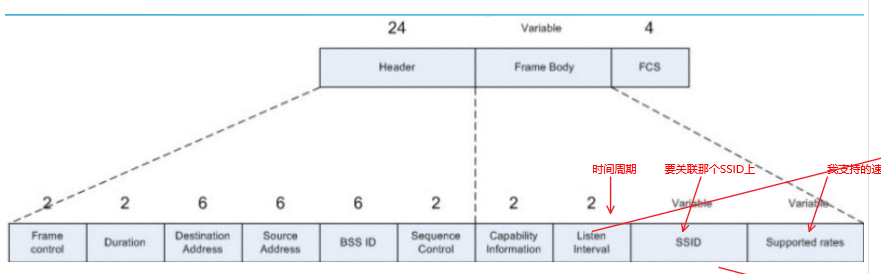 24 Variable 4
Header Frame Body FCS
时间周期 要关联那个SSID上 我支持的速
2 2 6 6 6 2 2 2 Variable Variable
Frame control Duration Destination Address Source Address BSS ID Sequence Control Capability Information Listen Interval SSID Supported rates